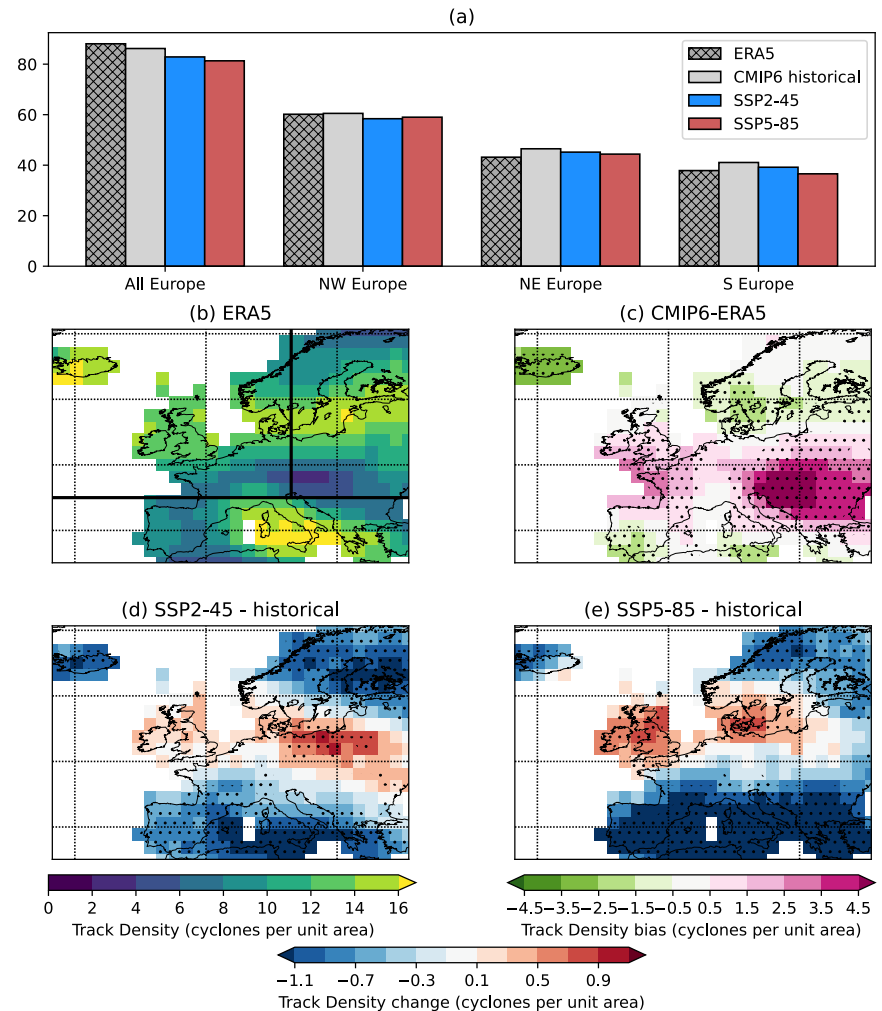 (a)
80
60
40
20
0
ERA5
CMIP6 historical
SSP2-45
SSP5-85
All Europe
NW Europe
NE Europe
S Europe
(b) ERA5
(c) CMIP6-ERA5
(d) SSP2-45 - historical
(e) SSP5-85 - historical
0 2 4 6 8 10 12 14 16
Track Density (cyclones per unit area)
−4.5 −3.5 −2.5 −1.5 −0.5 0.5 1.5 2.5 3.5 4.5
Track Density bias (cyclones per unit area)
−1.1 −0.7 −0.3 0.1 0.5 0.9
Track Density change (cyclones per unit area)